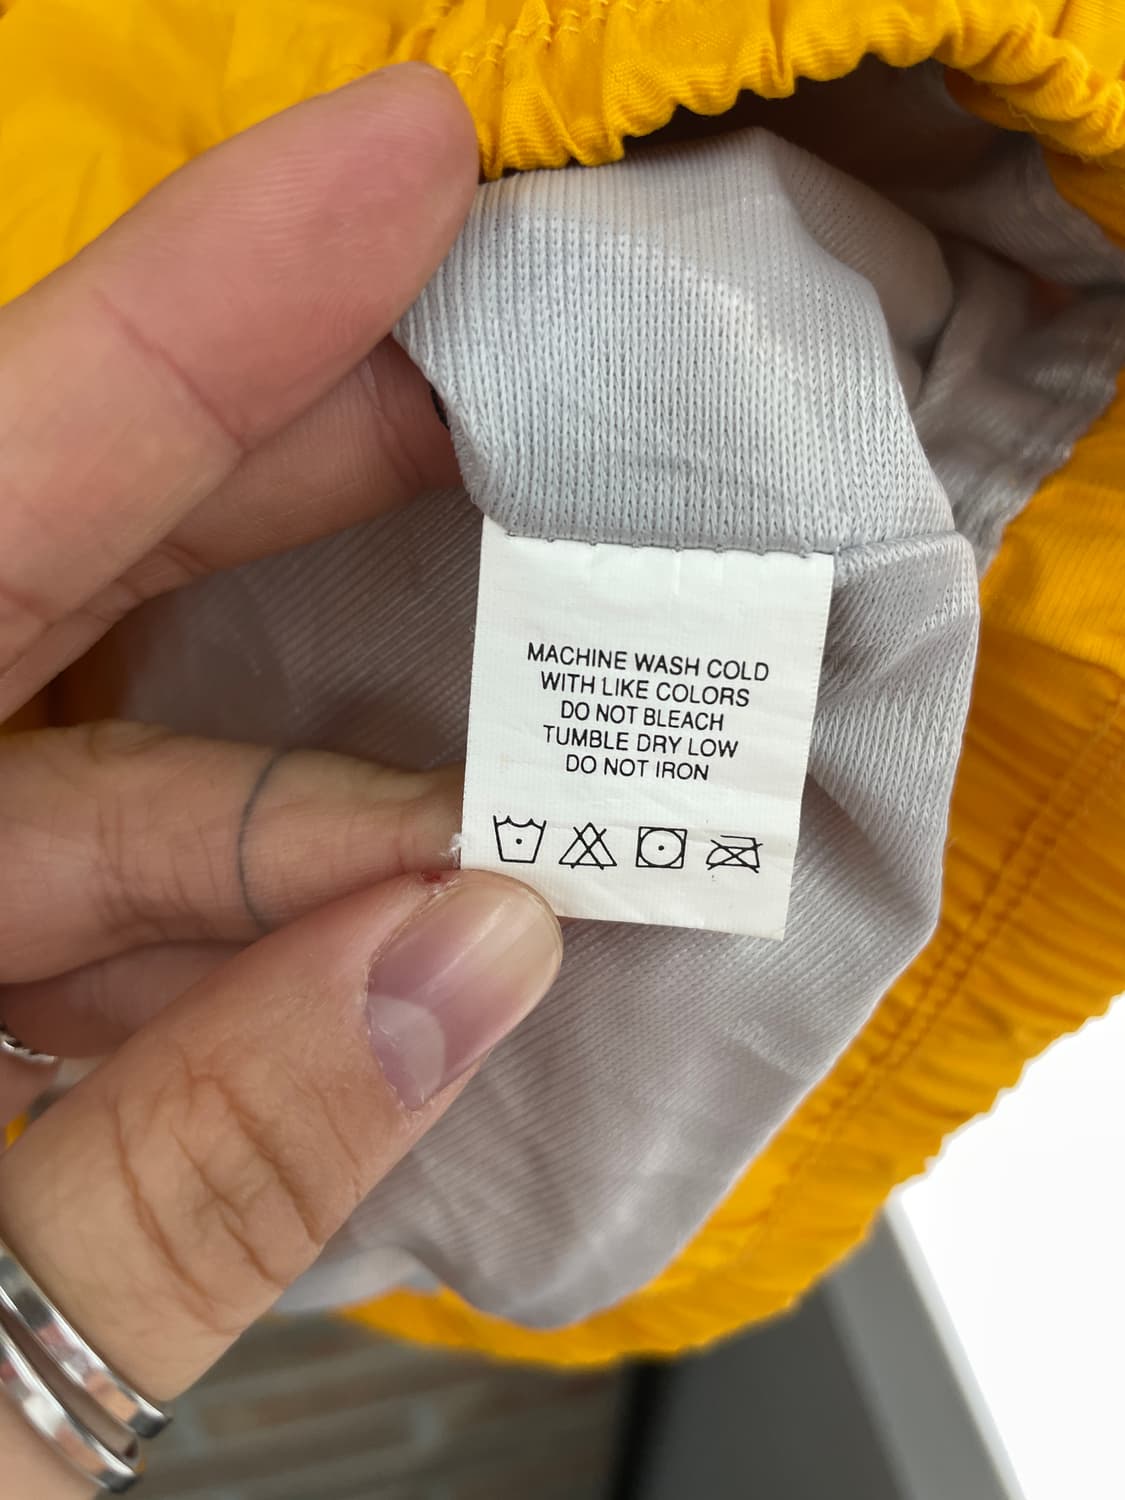 MACHINE WASH COLD
WITH LIKE COLORS
DO NOT BLEACH
TUMBLE DRY LOW
DO NOT IRON